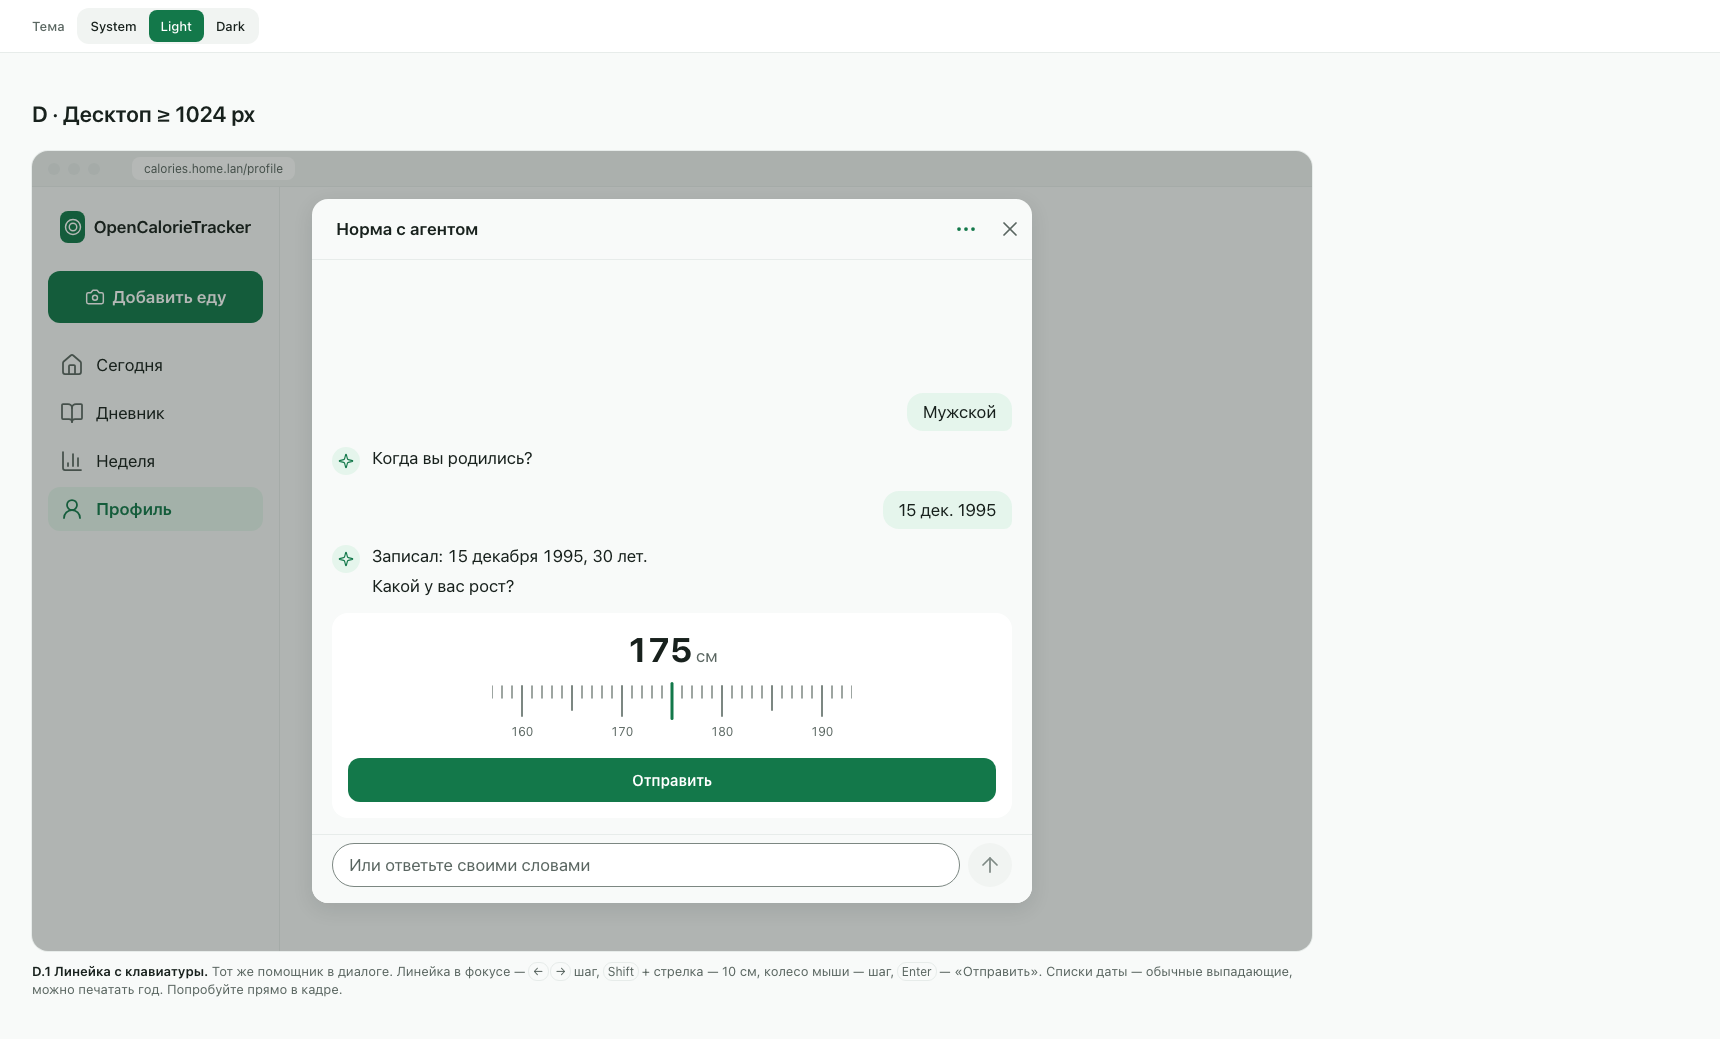 Тема System Light Dark
D · Десктоп ≥ 1024 px
calories.home.lan/profile
OpenCalorieTracker
Добавить еду
Сегодня
Дневник
Неделя
Профиль
Норма с агентом
Мужской
Когда вы родились?
15 дек. 1995
Записал: 15 декабря 1995, 30 лет.
Какой у вас рост?
175 см
160 170 180 190
Отправить
Или ответьте своими словами
D.1 Линейка с клавиатуры. Тот же помощник в диалоге. Линейка в фокусе — ← → шаг, Shift + стрелка — 10 см, колесо мыши — шаг, Enter — «Отправить». Списки даты — обычные выпадающие,
можно печатать год. Попробуйте прямо в кадре.